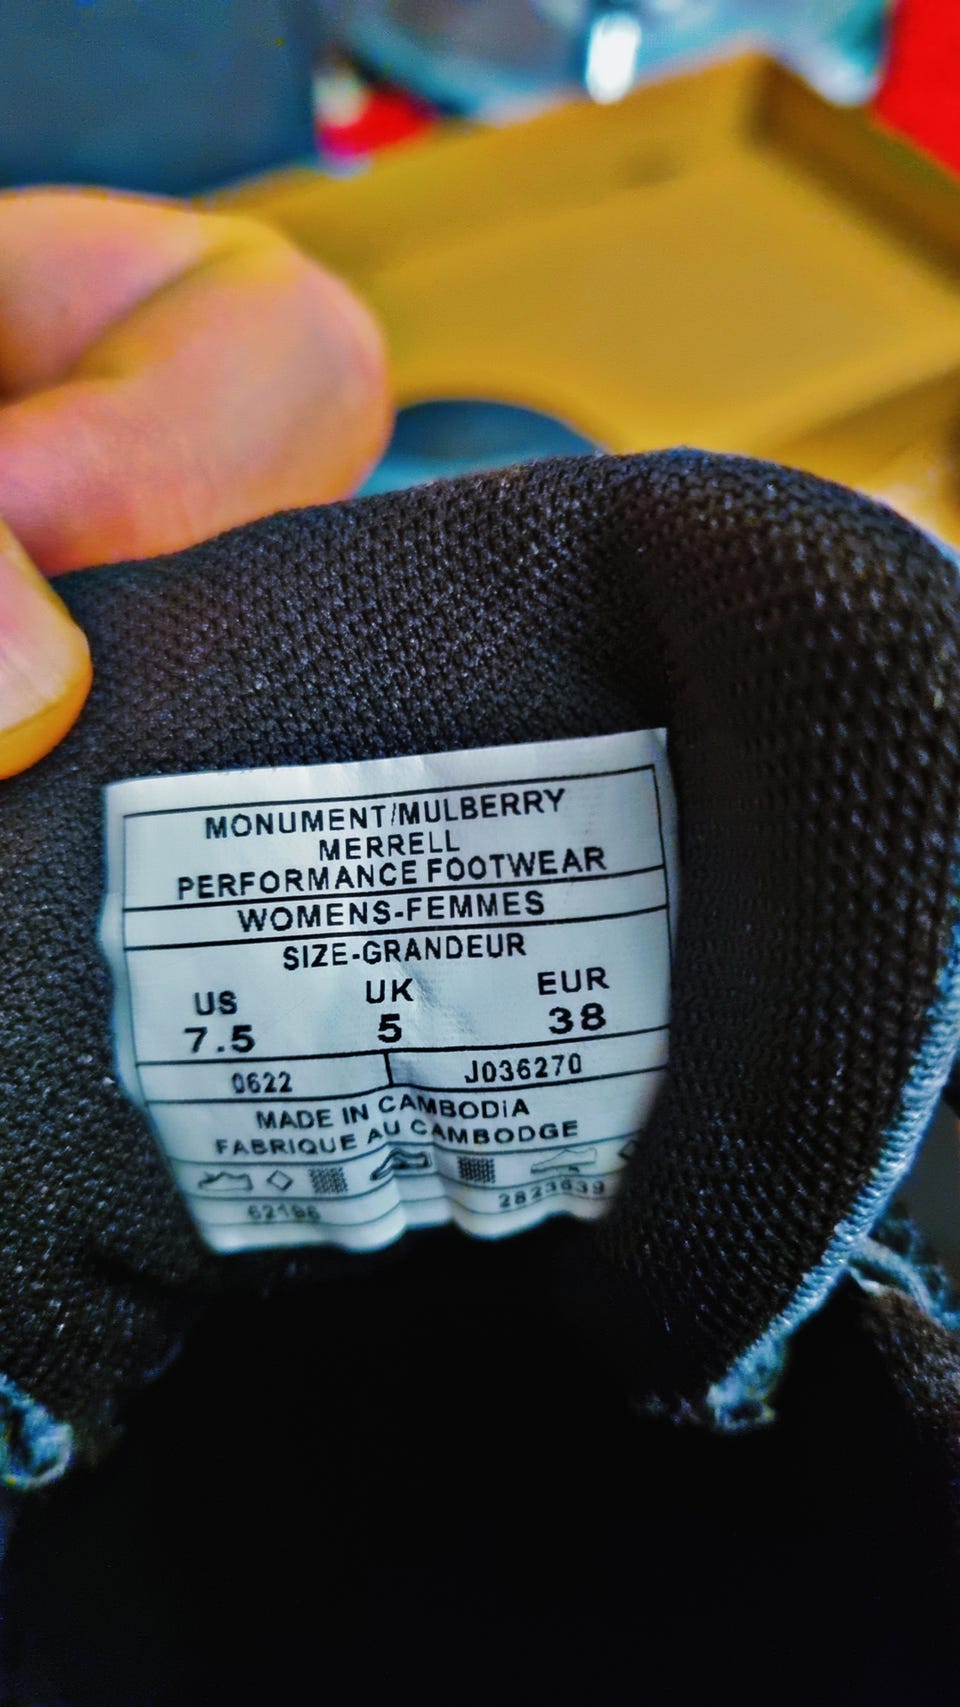 MONUMENT/MULBERRY
MERRELL
PERFORMANCE FOOTWEAR
WOMENS-FEMMES
SIZE-GRANDEUR
US UK EUR
7.5 5 38
0622 J036270
MADE IN CAMBODiA
FABRIQUE AU CAMBODGE
62196 2823639